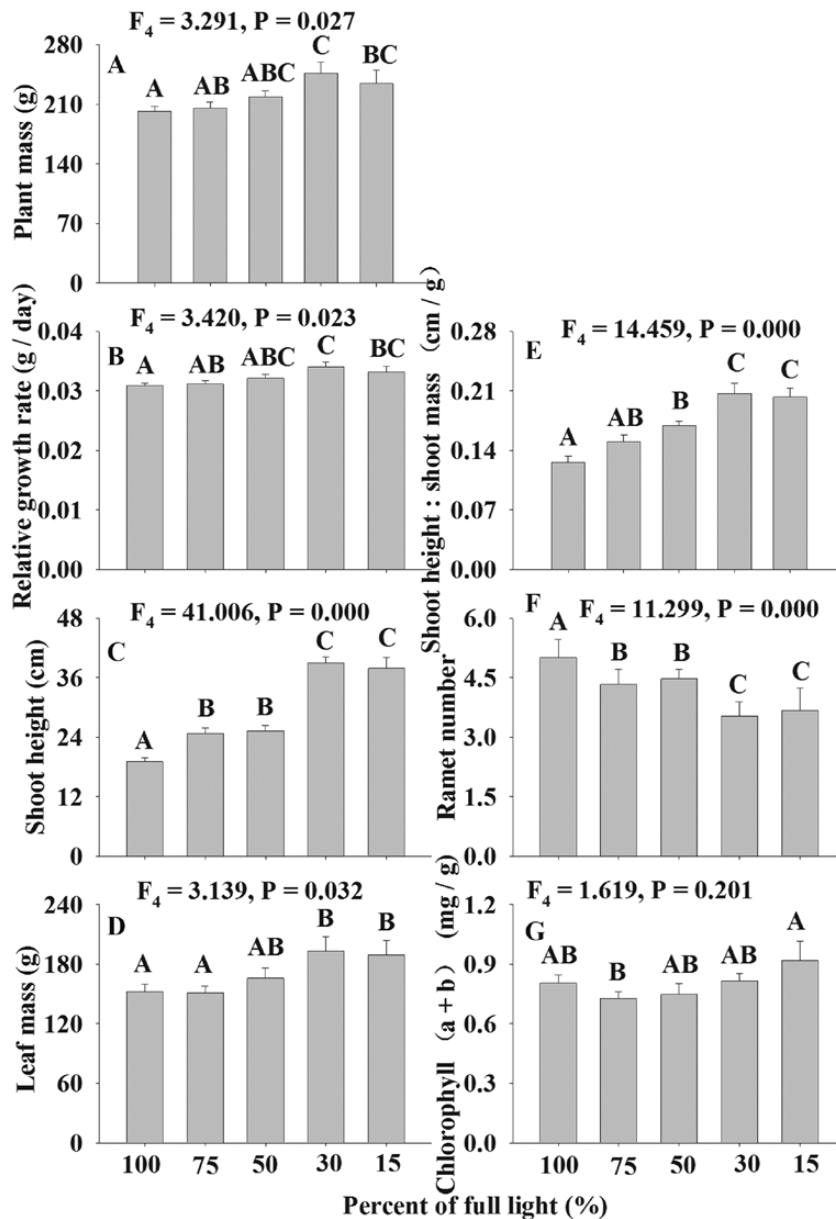 F4 = 3.291, P = 0.027
A
Plant mass (g)
280
210
140
70
0
A AB ABC C BC
F4 = 3.420, P = 0.023
B
Relative growth rate (g / day)
0.04
0.03
0.02
0.01
0.00
A AB ABC C BC
F4 = 41.006, P = 0.000
C
Shoot height (cm)
48
36
24
12
0
A B B C C
F4 = 3.139, P = 0.032
D
Leaf mass (g)
240
180
120
60
0
A A AB B B
100 75 50 30 15
F4 = 14.459, P = 0.000
E
Shoot height : shoot mass (cm / g)
0.28
0.21
0.14
0.07
0.00
A AB B C C
F4 = 11.299, P = 0.000
F
Ramet number
6.0
4.5
3.0
1.5
0.0
A B B C C
F4 = 1.619, P = 0.201
G
Chlorophyll (a + b) (mg / g)
1.2
0.9
0.6
0.3
0.0
AB B AB AB A
100 75 50 30 15
Percent of full light (%)